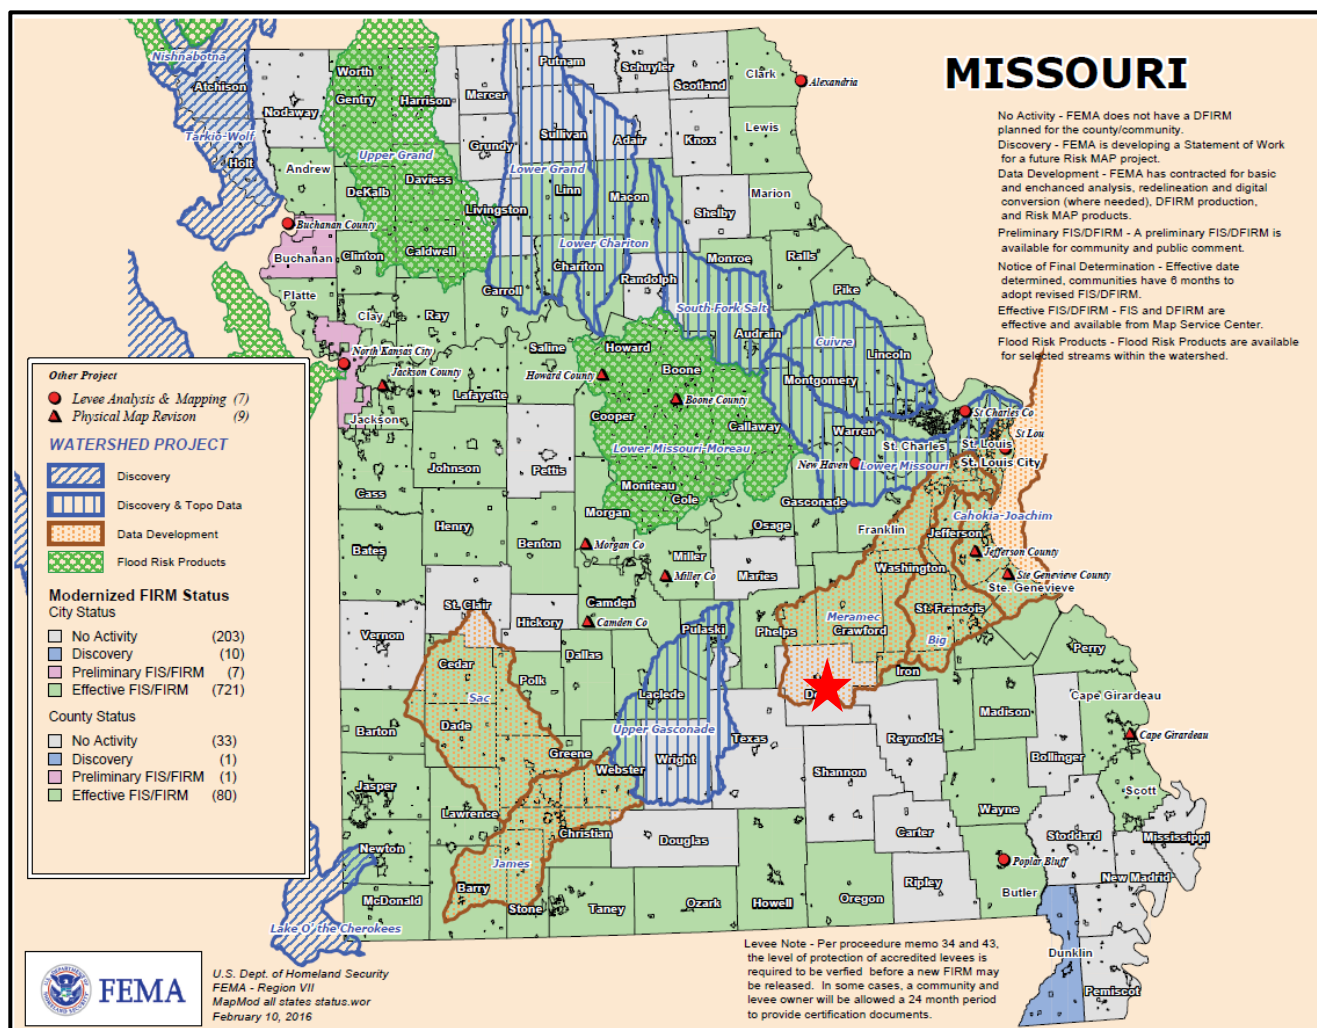 MISSOURI
No Activity - FEMA does not have a DFIRM
planned for the county/community.
Discovery - FEMA is developing a Statement of Work
for a future Risk MAP project.
Data Development - FEMA has contracted for basic
and enchanced analysis, redelineation and digital
conversion (where needed), DFIRM production,
and Risk MAP products.
Preliminary FIS/DFIRM - A preliminary FIS/DFIRM is
available for community and public comment.
Notice of Final Determination - Effective date
determined, communities have 6 months to
adopt revised FIS/DFIRM.
Effective FIS/DFIRM - FIS and DFIRM are
effective and available from Map Service Center.
Flood Risk Products - Flood Risk Products are available
for selected streams within the watershed.
Nishnabotna
Atchison
Nodaway
Worth
Gentry
Harrison
Mercer
Putnam
Schuyler
Scotland
Clark
Alexandria
Tarkio-Wolf
Holt
Andrew
Upper Grand
DeKalb
Daviess
Grundy
Sullivan
Adair
Knox
Lewis
Lower Grand
Linn
Macon
Shelby
Marion
Livingston
Buchanan County
Buchanan
Clinton
Caldwell
Lower Chariton
Chariton
Carroll
Randolph
Monroe
Ralls
Pike
Platte
Clay
Ray
South Fork Salt
Audrain
Saline
Howard
Boone
Cuivre
Lincoln
North Kansas City
Jackson County
Howard County
Boone County
Montgomery
Lafayette
Jackson
Cooper
Callaway
Warren
St Charles Co
St. Charles
St. Louis
St Lou
St. Louis City
Johnson
Pettis
Lower Missouri-Moreau
New Haven
Lower Missouri
Cass
Moniteau
Cole
Gasconade
Morgan
Osage
Franklin
Cahokia-Joachim
Jefferson
Henry
Bates
Benton
Morgan Co
Miller
Miller Co
Maries
Washington
Jefferson County
Ste Genevieve County
Ste. Genevieve
St. Clair
Camden
Camden Co
Hickory
Vernon
Pulaski
Phelps
Meramec
Crawford
St. Francois
Big
Perry
Cedar
Dallas
Polk
Sac
Laclede
Iron
Cape Girardeau
Madison
Barton
Dade
Greene
Upper Gasconade
Texas
Reynolds
Bollinger
Cape Girardeau
Webster
Wright
Jasper
Shannon
Scott
Lawrence
Wayne
Christian
Douglas
Carter
Stoddard
Mississippi
Newton
James
Poplar Bluff
Barry
McDonald
Stone
Taney
Ozark
Howell
Oregon
Ripley
Butler
New Madrid
Lake O' the Cherokees
Dunklin
Pemiscot
Other Project
Levee Analysis & Mapping (7)
Physical Map Revison (9)
WATERSHED PROJECT
Discovery
Discovery & Topo Data
Data Development
Flood Risk Products
Modernized FIRM Status
City Status
No Activity (203)
Discovery (10)
Preliminary FIS/FIRM (7)
Effective FIS/FIRM (721)
County Status
No Activity (33)
Discovery (1)
Preliminary FIS/FIRM (1)
Effective FIS/FIRM (80)
FEMA
U.S. Dept. of Homeland Security
FEMA - Region VII
MapMod all states status.wor
February 10, 2016
Levee Note - Per proceedure memo 34 and 43,
the level of protection of accredited levees is
required to be verfied before a new FIRM may
be released. In some cases, a community and
levee owner will be allowed a 24 month period
to provide certification documents.